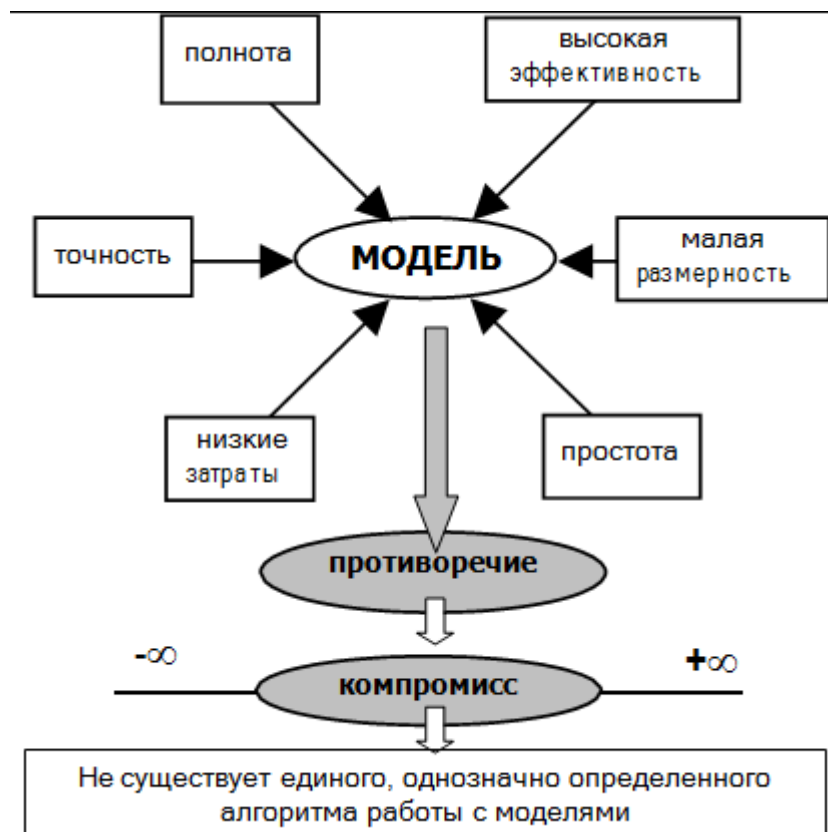 полнота
высокая
эффективность
точность
МОДЕЛЬ
малая
размерность
низкие
затраты
простота
противоречие
-∞
+∞
компромисс
Не существует единого, однозначно определенного
алгоритма работы с моделями